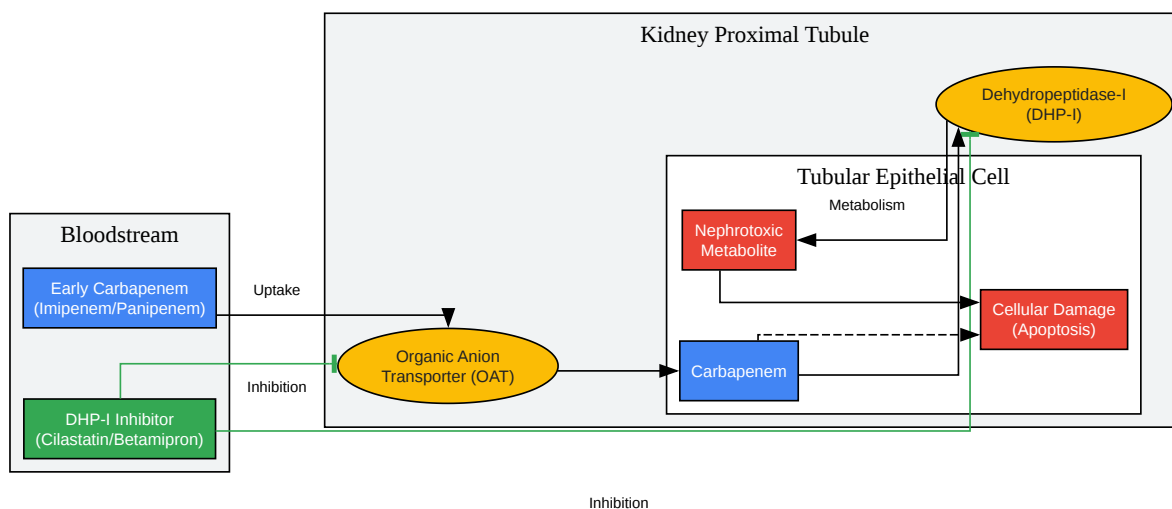 Kidney Proximal Tubule
Dehydropeptidase-I
(DHP-I)
Tubular Epithelial Cell
Metabolism
Nephrotoxic
Metabolite
Bloodstream
Early Carbapenem
(Imipenem/Panipenem)
Uptake
Cellular Damage
(Apoptosis)
Organic Anion
Transporter (OAT)
Carbapenem
Inhibition
DHP-I Inhibitor
(Cilastatin/Betamipron)
Inhibition